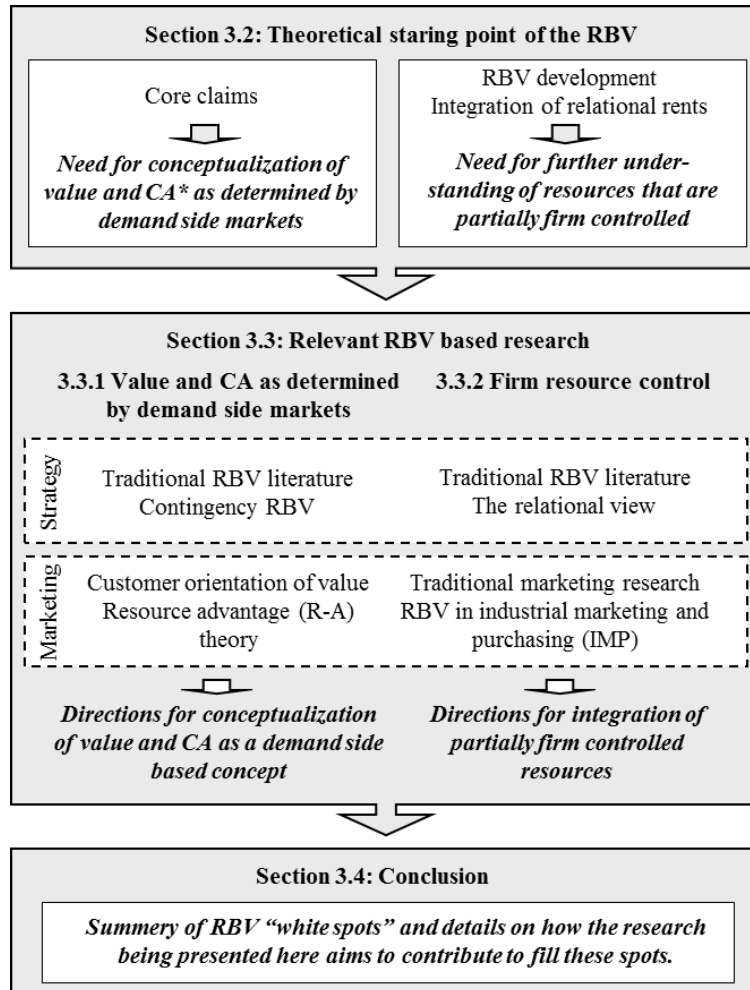 Section 3.2: Theoretical staring point of the RBV
Core claims
Need for conceptualization of
value and CA* as determined by
demand side markets
RBV development
Integration of relational rents
Need for further under-
standing of resources that are
partially firm controlled
Section 3.3: Relevant RBV based research
3.3.1 Value and CA as determined
by demand side markets
3.3.2 Firm resource control
Strategy
Traditional RBV literature
Contingency RBV
Traditional RBV literature
The relational view
Marketing
Customer orientation of value
Resource advantage (R-A)
theory
Traditional marketing research
RBV in industrial marketing and
purchasing (IMP)
Directions for conceptualization
of value and CA as a demand side
based concept
Directions for integration of
partially firm controlled
resources
Section 3.4: Conclusion
Summery of RBV “white spots” and details on how the research
being presented here aims to contribute to fill these spots.